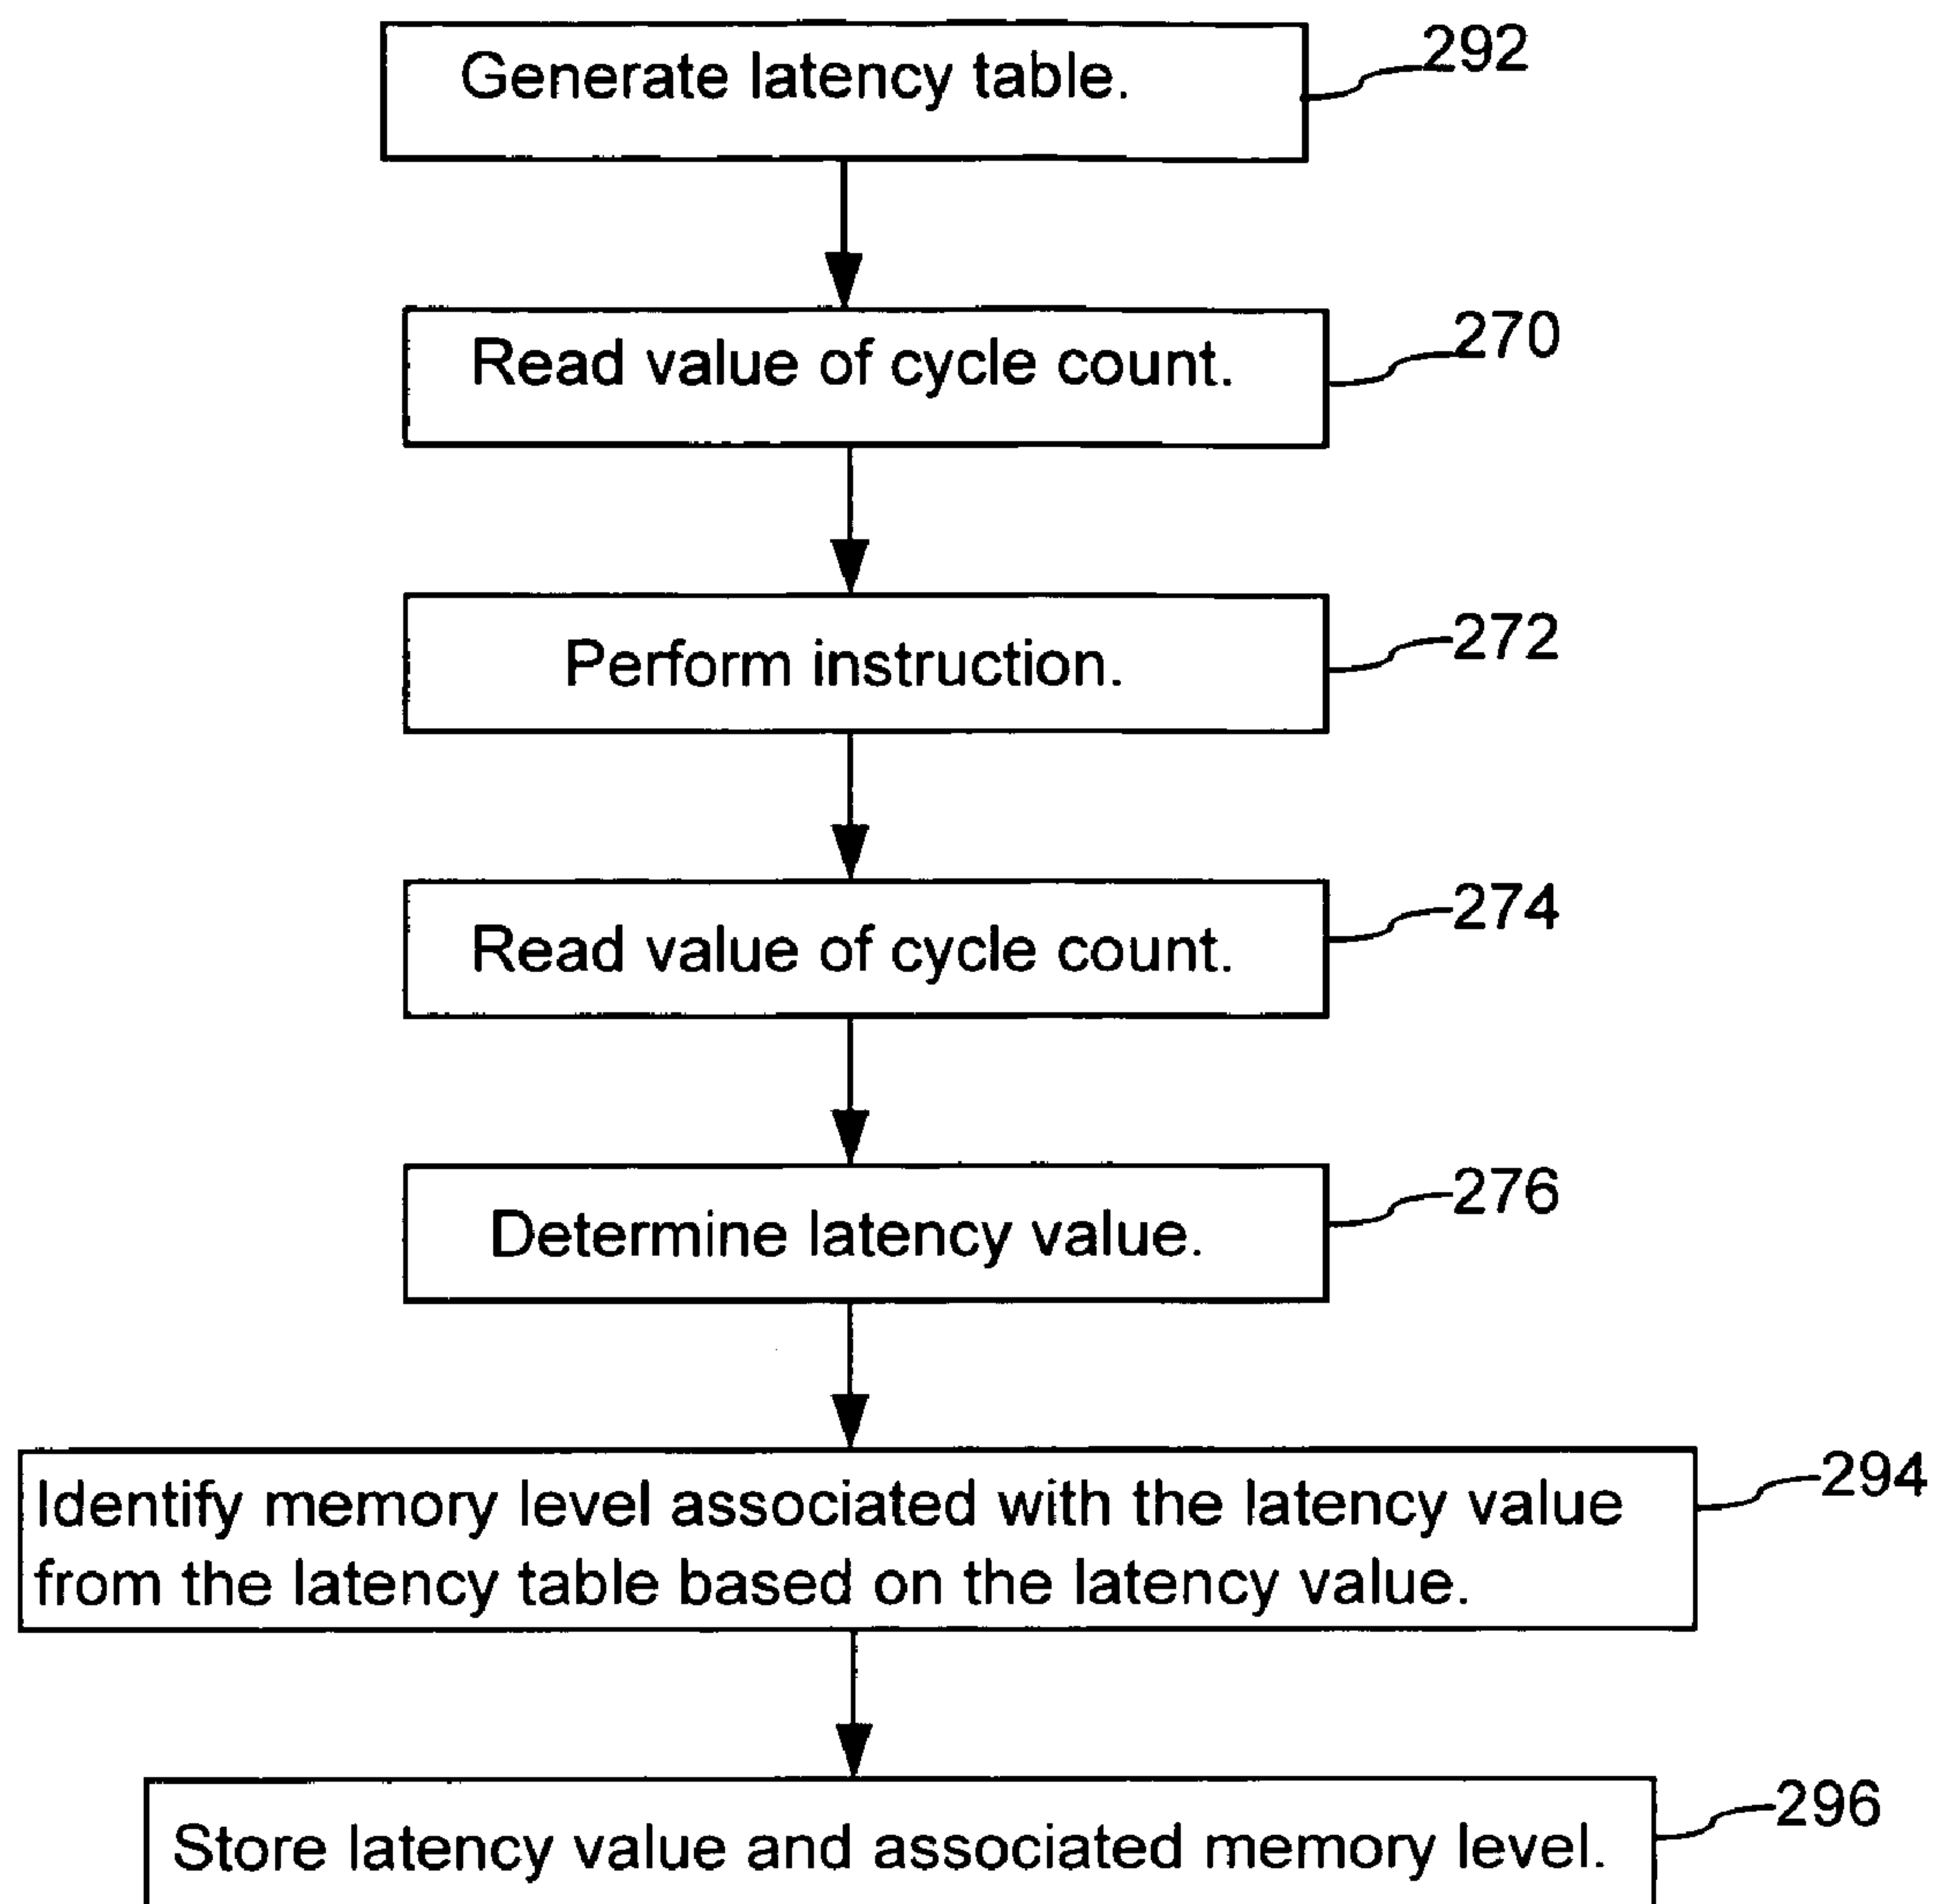 Generate latency table.
292
Read value of cycle count.
270
Perform instruction.
272
Read value of cycle count.
274
Determine latency value.
276
Identify memory level associated with the latency value
from the latency table based on the latency value.
294
Store latency value and associated memory level.
296